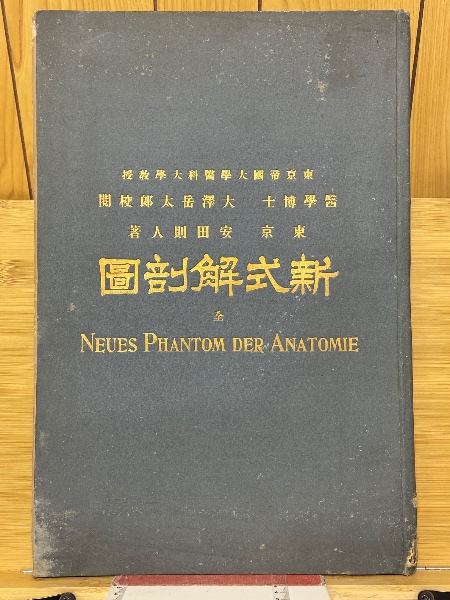 東京帝國大學醫科大學教授
醫學博士 大澤岳太郎校閱
東京 安田則人著
新式解剖圖
全
NEUES PHANTOM DER ANATOMIE